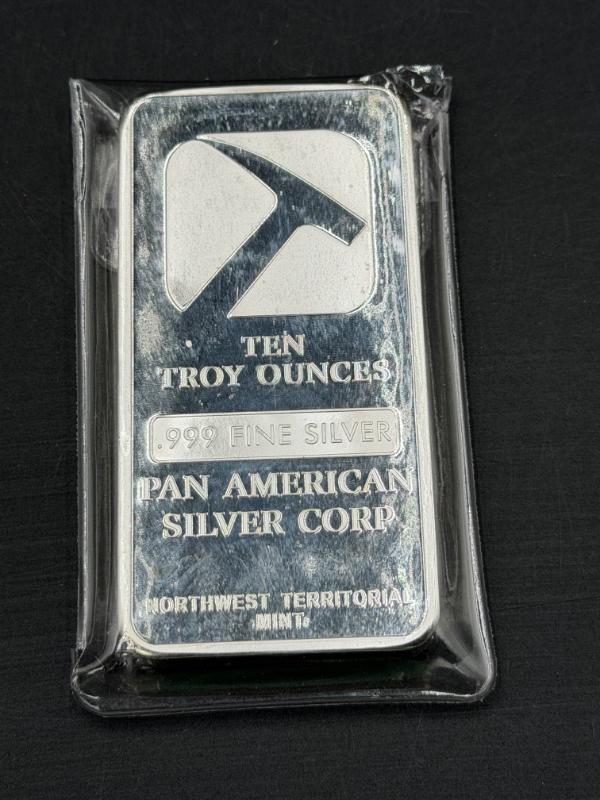 TEN
TROY OUNCES
.999 FINE SILVER
PAN AMERICAN
SILVER CORP
NORTHWEST TERRITORIAL
MINT